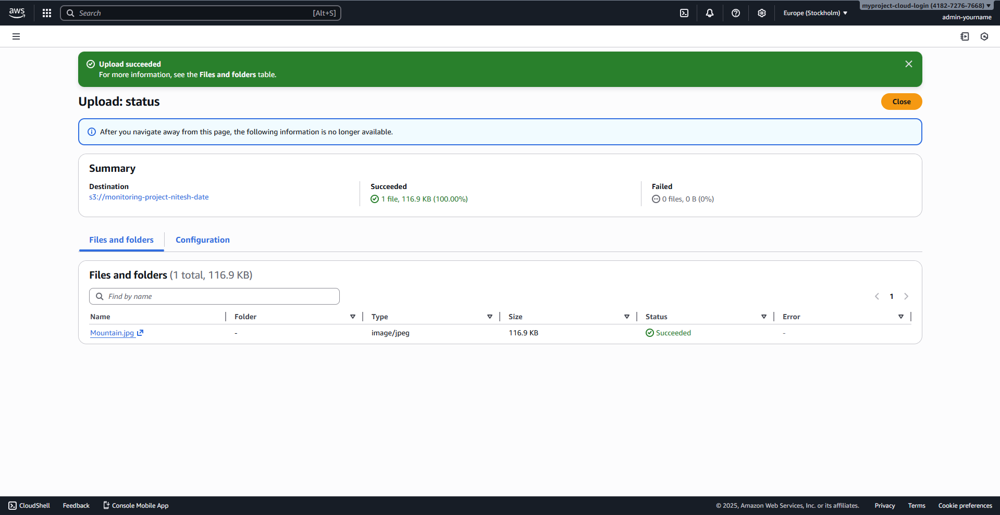 aws
Search [Alt+S]
Europe (Stockholm)
myproject-cloud-login (4182-7276-7668)
admin-yourname
Upload succeeded
For more information, see the Files and folders table.
Upload: status
Close
After you navigate away from this page, the following information is no longer available.
Summary
Destination
s3://monitoring-project-nitesh-date
Succeeded
1 file, 116.9 KB (100.00%)
Failed
0 files, 0 B (0%)
Files and folders
Configuration
Files and folders (1 total, 116.9 KB)
Find by name
1
Name Folder Type Size Status Error
Mountain.jpg - image/jpeg 116.9 KB Succeeded -
CloudShell Feedback Console Mobile App © 2025, Amazon Web Services, Inc. or its affiliates. Privacy Terms Cookie preferences